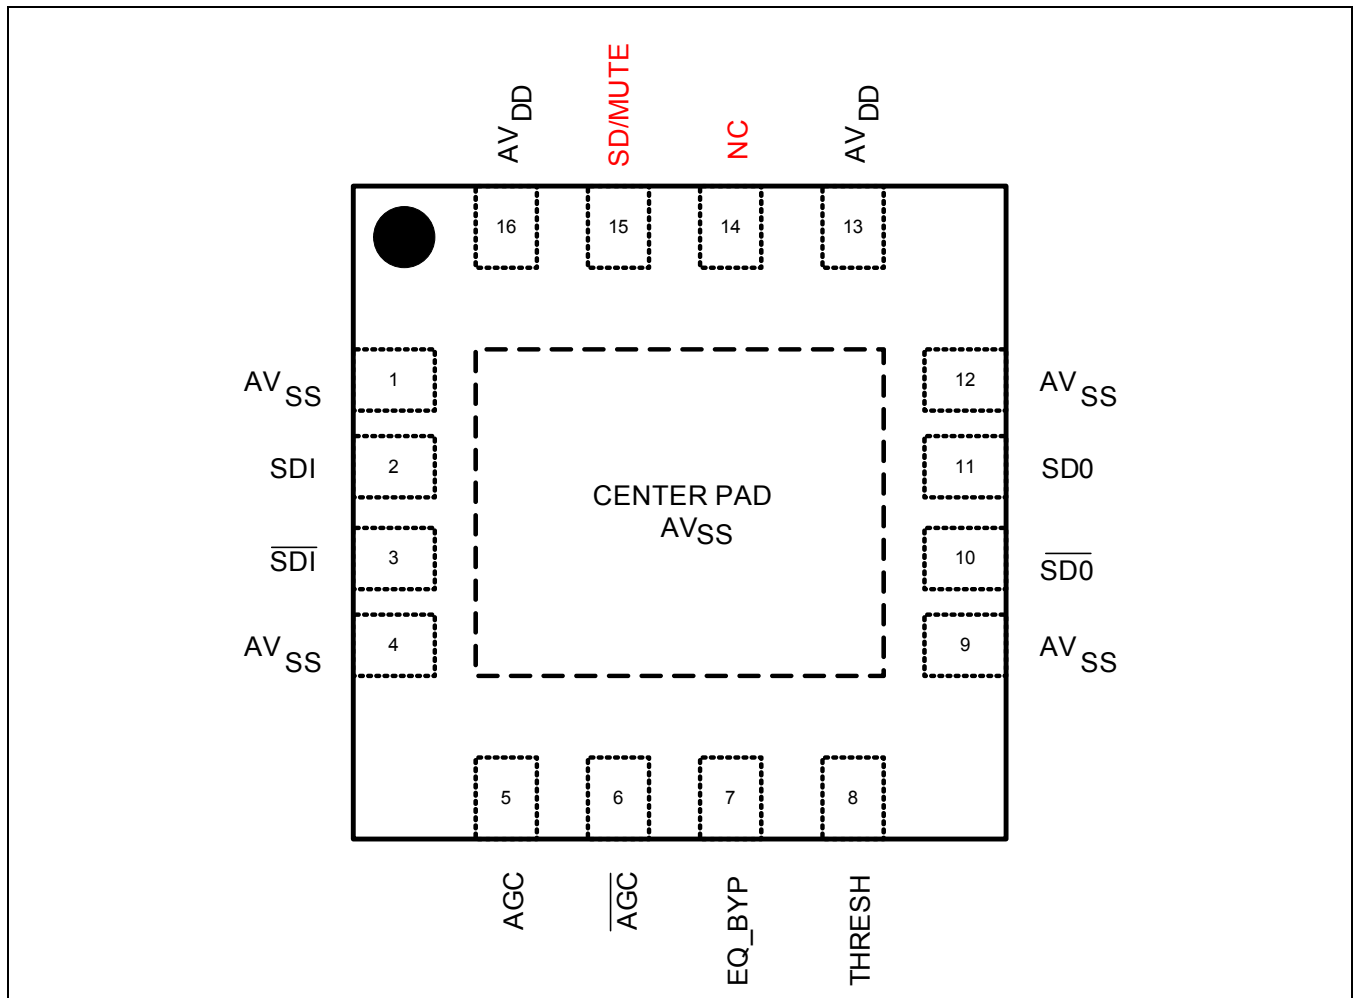 AVDD
SD/MUTE
NC
AVDD
16
15
14
13
AVSS
1
12
AVSS
SDI
2
11
SD0
CENTER PAD
AVSS
SDI
3
10
SD0
AVSS
4
9
AVSS
5
6
7
8
AGC
AGC
EQ_BYP
THRESH